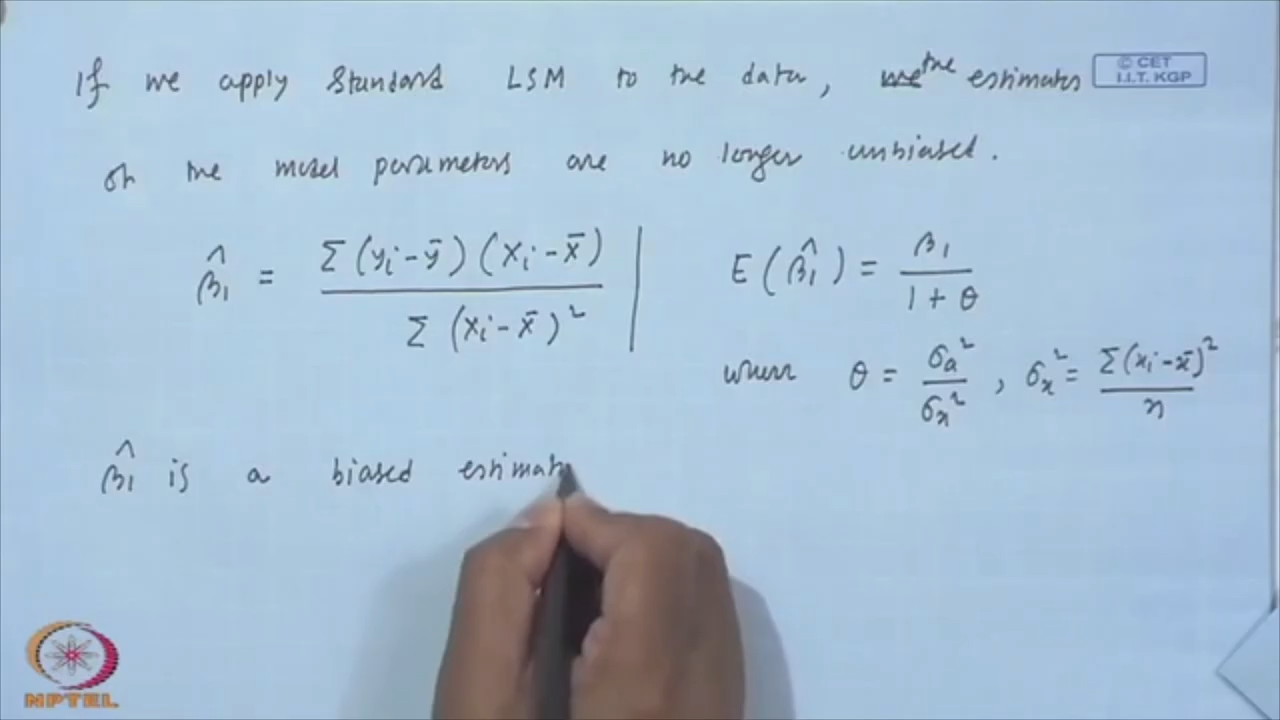 If we apply Standard LSM to the data, the estimates
© CET
I.I.T. KGP
of the model parameters are no longer unbiased.
β̂₁ = Σ(yᵢ-ȳ)(Xᵢ-X̄) / Σ(Xᵢ-X̄)²
E(β̂₁) = β₁ / 1+θ
where θ = σₐ² / σₓ², σₓ² = Σ(xᵢ-x̄)² / n
β̂₁ is a biased estimat
NPTEL